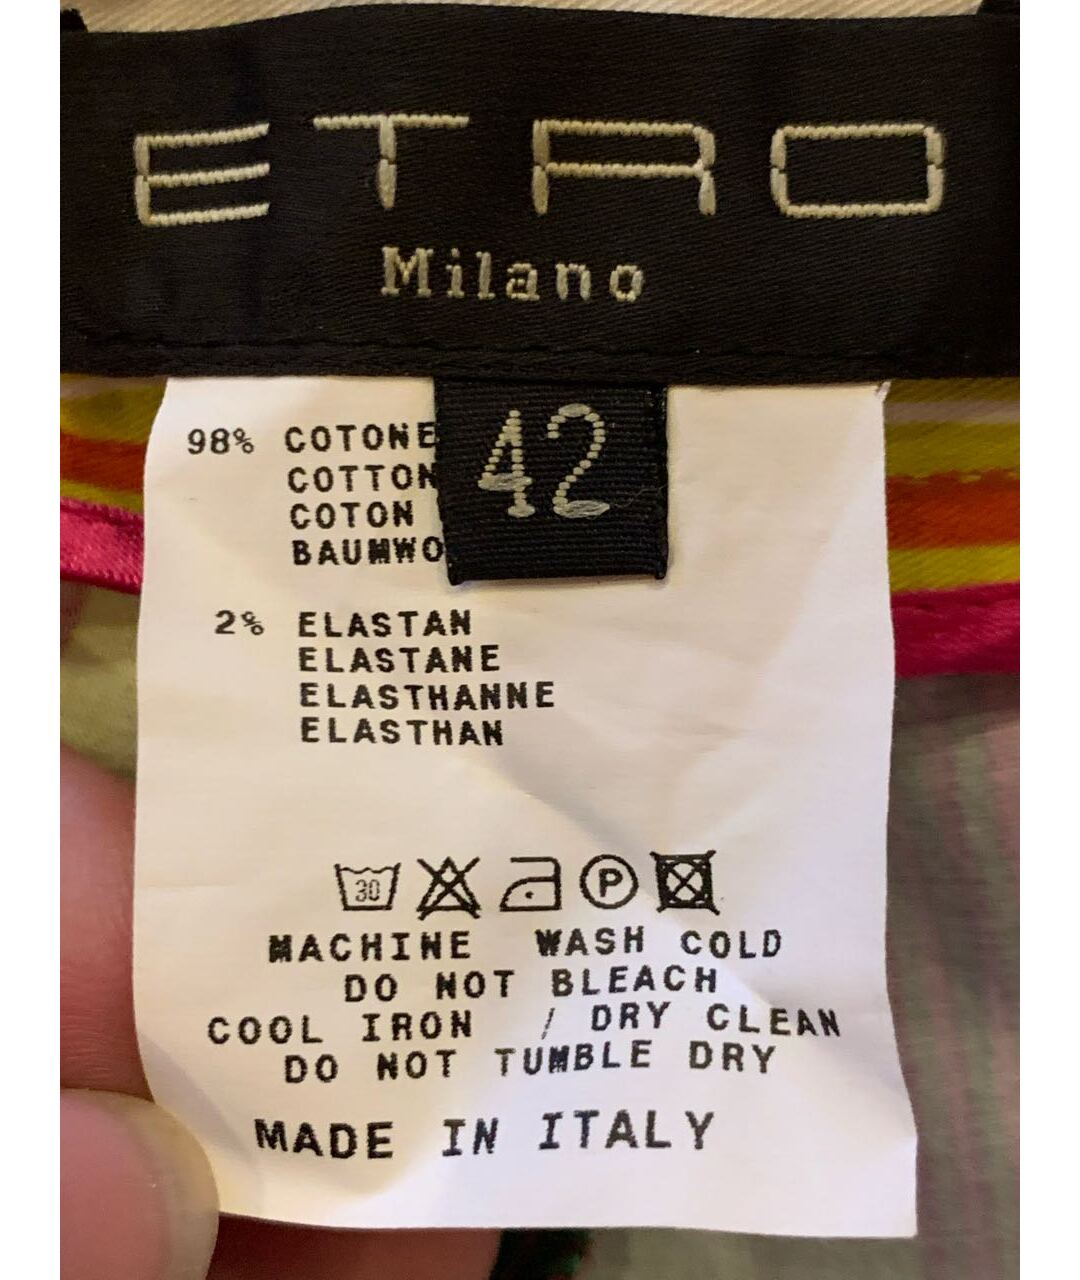 ETRO
Milano
42
98% COTONE
COTTON
COTON
BAUMWO
2% ELASTAN
ELASTANE
ELASTHANNE
ELASTHAN
30 P
MACHINE WASH COLD
DO NOT BLEACH
COOL IRON / DRY CLEAN
DO NOT TUMBLE DRY
MADE IN ITALY